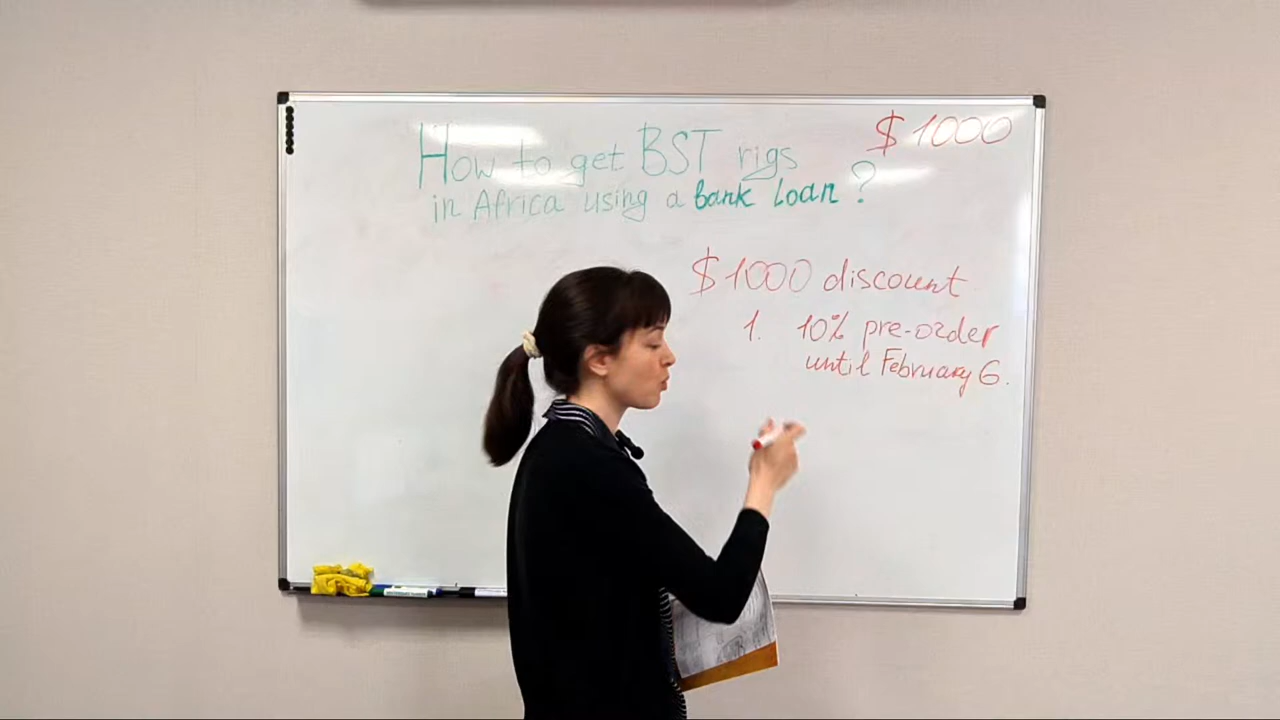 How to get BST rigs
in Africa using a bank loan?
$1000
$1000 discount
1. 10% pre-order
until February 6.